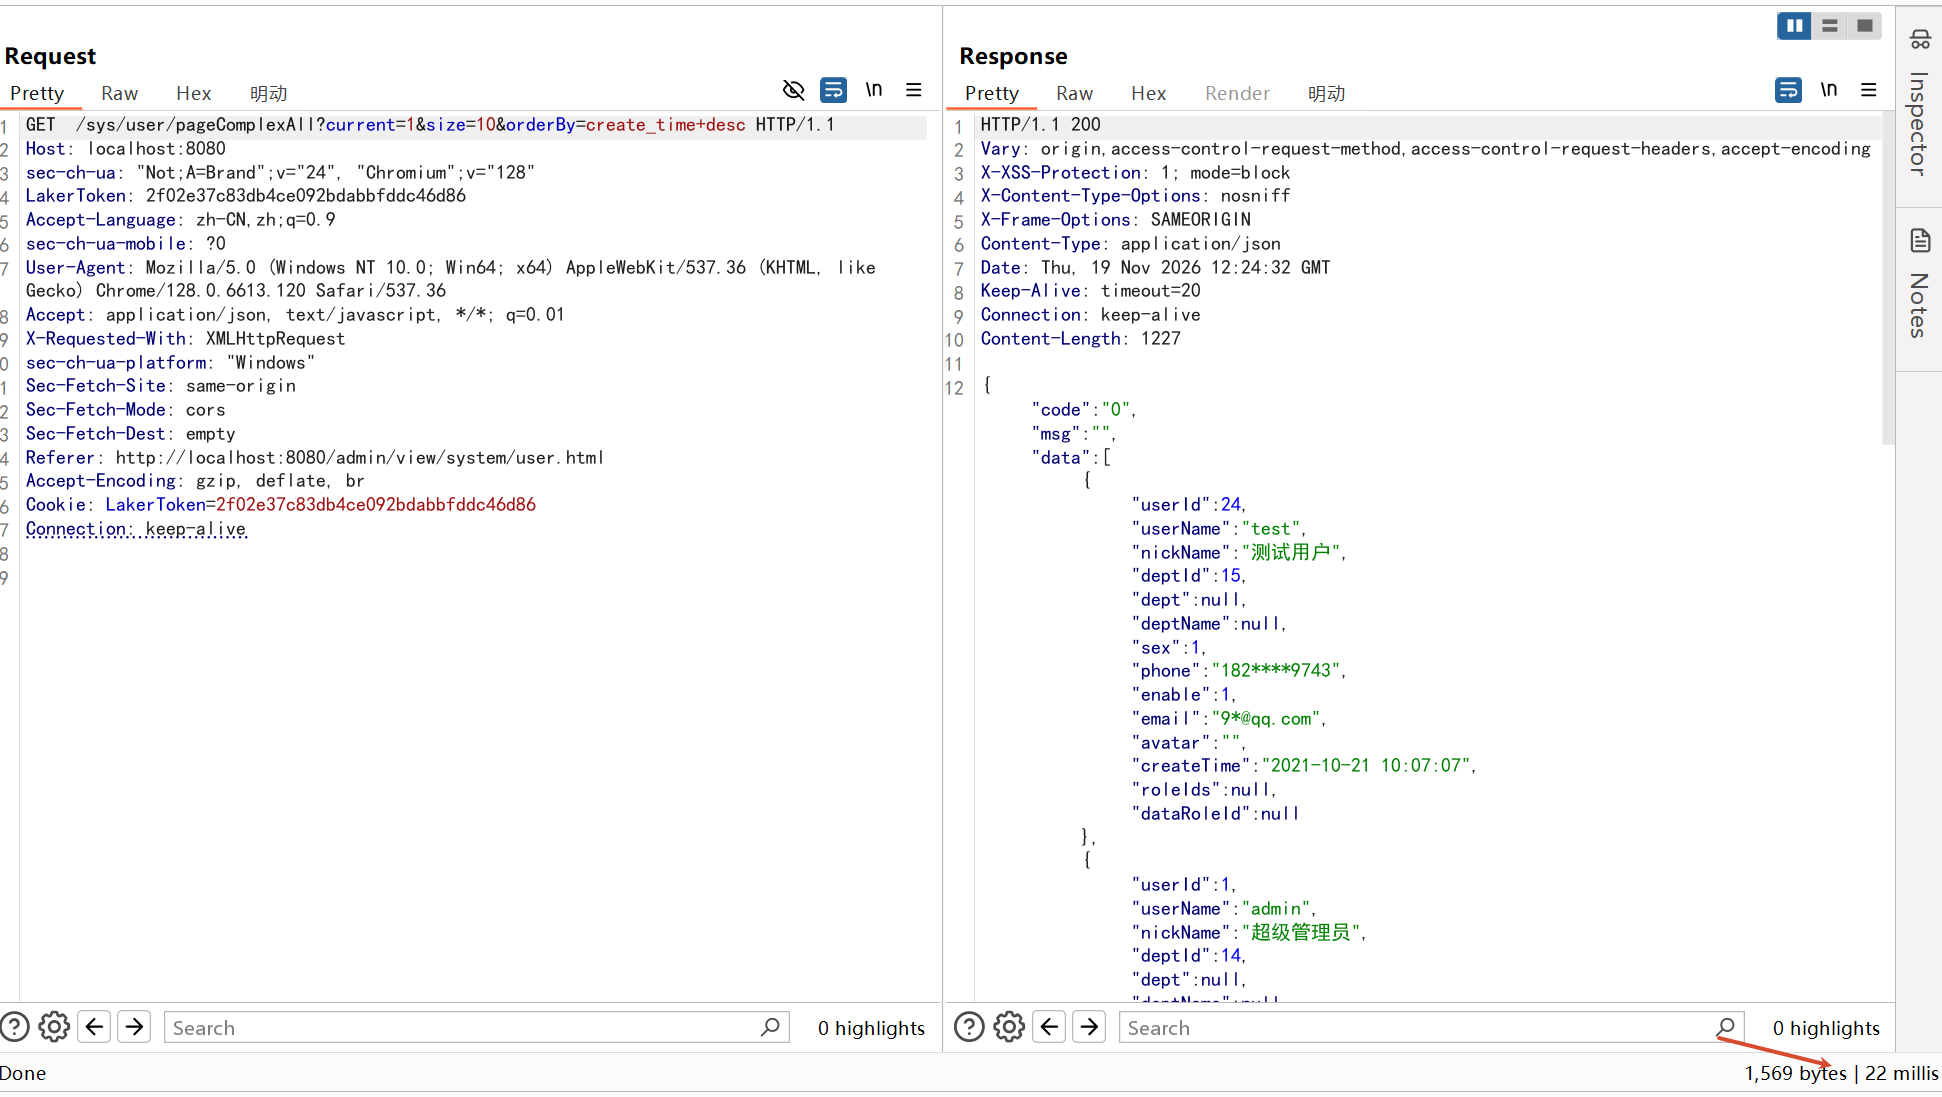 Request
Pretty Raw Hex 明动 \n
1 GET /sys/user/pageComplexAll?current=1&size=10&orderBy=create_time+desc HTTP/1.1
2 Host: localhost:8080
3 sec-ch-ua: "Not;A=Brand";v="24", "Chromium";v="128"
4 LakerToken: 2f02e37c83db4ce092bdabbfddc46d86
5 Accept-Language: zh-CN,zh;q=0.9
6 sec-ch-ua-mobile: ?0
7 User-Agent: Mozilla/5.0 (Windows NT 10.0; Win64; x64) AppleWebKit/537.36 (KHTML, like
Gecko) Chrome/128.0.6613.120 Safari/537.36
8 Accept: application/json, text/javascript, */*; q=0.01
9 X-Requested-With: XMLHttpRequest
0 sec-ch-ua-platform: "Windows"
1 Sec-Fetch-Site: same-origin
2 Sec-Fetch-Mode: cors
3 Sec-Fetch-Dest: empty
4 Referer: http://localhost:8080/admin/view/system/user.html
5 Accept-Encoding: gzip, deflate, br
6 Cookie: LakerToken=2f02e37c83db4ce092bdabbfddc46d86
7 Connection: keep-alive
8
9
Search 0 highlights
Response
Pretty Raw Hex Render 明动 \n
1 HTTP/1.1 200
2 Vary: origin,access-control-request-method,access-control-request-headers,accept-encoding
3 X-XSS-Protection: 1; mode=block
4 X-Content-Type-Options: nosniff
5 X-Frame-Options: SAMEORIGIN
6 Content-Type: application/json
7 Date: Thu, 19 Nov 2026 12:24:32 GMT
8 Keep-Alive: timeout=20
9 Connection: keep-alive
10 Content-Length: 1227
11
12 {
"code":"0",
"msg":"",
"data":[
{
"userId":24,
"userName":"test",
"nickName":"测试用户",
"deptId":15,
"dept":null,
"deptName":null,
"sex":1,
"phone":"182****9743",
"enable":1,
"email":"9*@qq.com",
"avatar":"",
"createTime":"2021-10-21 10:07:07",
"roleIds":null,
"dataRoleId":null
},
{
"userId":1,
"userName":"admin",
"nickName":"超级管理员",
"deptId":14,
"dept":null,
"deptName":null
Search 0 highlights
Inspector
Notes
Done
1,569 bytes | 22 millis